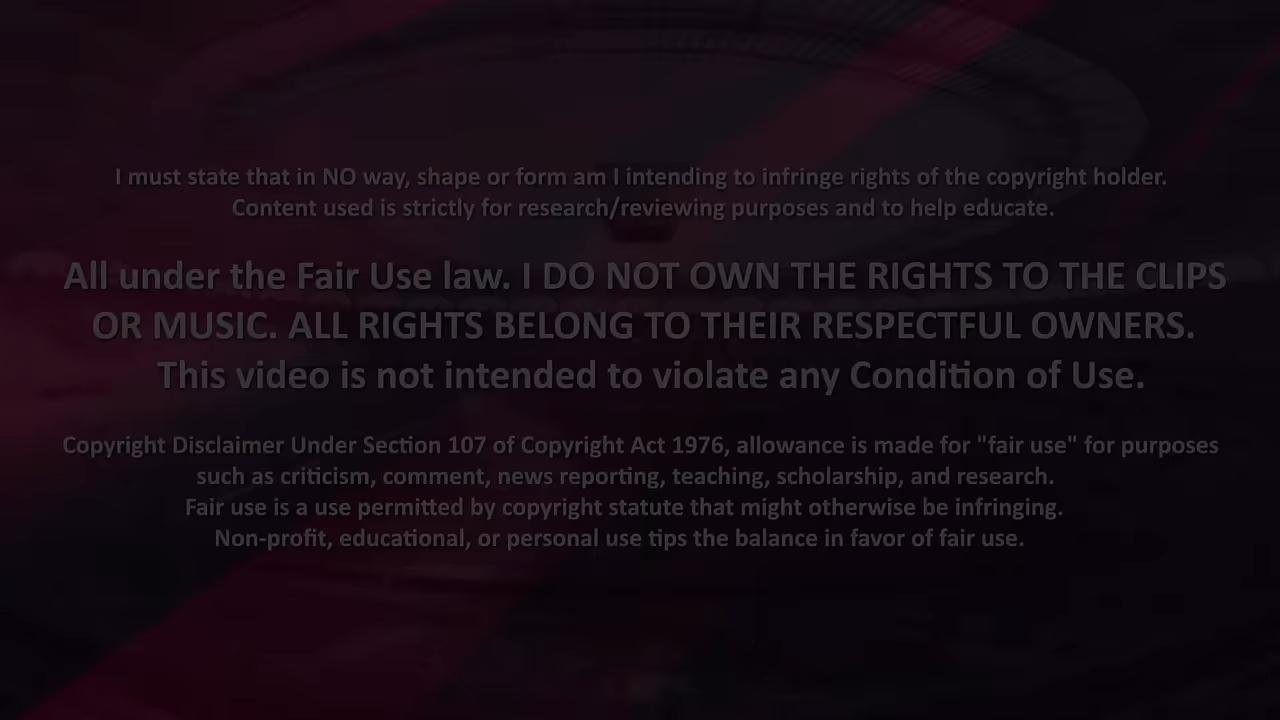 I must state that in NO way, shape or form am I intending to infringe rights of the copyright holder.
Content used is strictly for research/reviewing purposes and to help educate.
All under the Fair Use law. I DO NOT OWN THE RIGHTS TO THE CLIPS
OR MUSIC. ALL RIGHTS BELONG TO THEIR RESPECTFUL OWNERS.
This video is not intended to violate any Condition of Use.
Copyright Disclaimer Under Section 107 of Copyright Act 1976, allowance is made for "fair use" for purposes
such as criticism, comment, news reporting, teaching, scholarship, and research.
Fair use is a use permitted by copyright statute that might otherwise be infringing.
Non-profit, educational, or personal use tips the balance in favor of fair use.